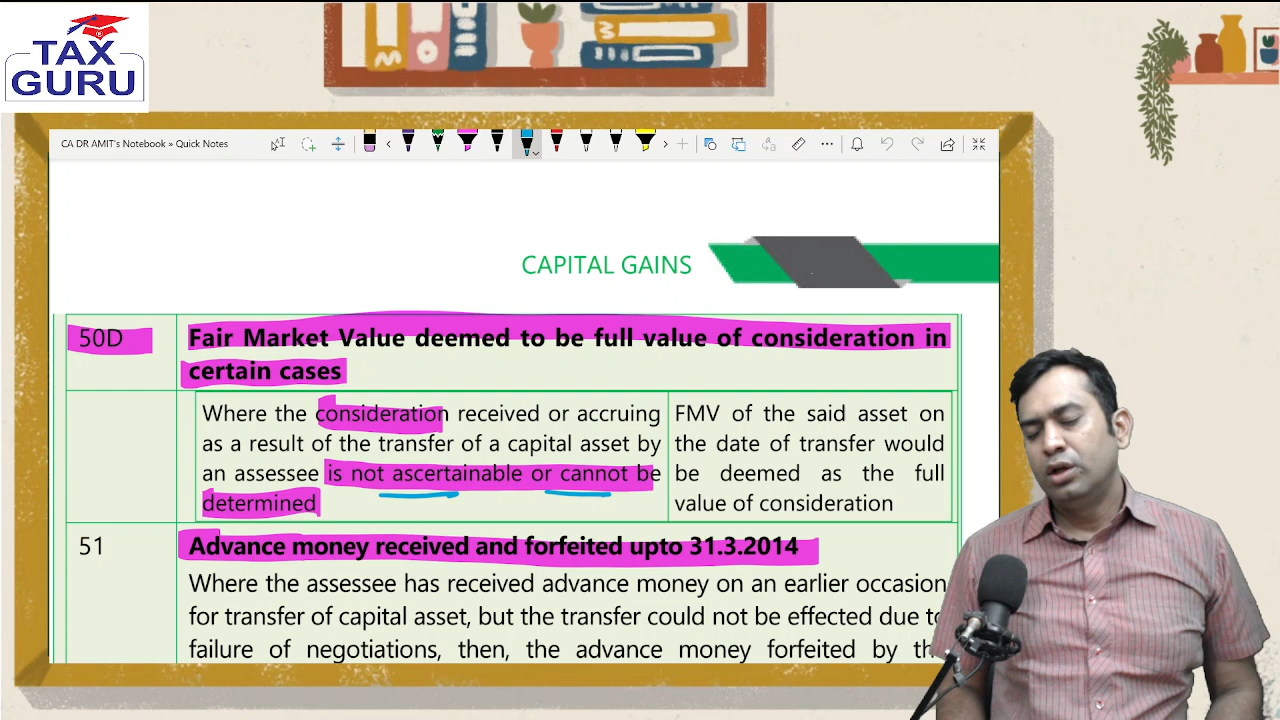 TAX
GURU
CA DR AMIT's Notebook » Quick Notes
CAPITAL GAINS
50D
Fair Market Value deemed to be full value of consideration in
certain cases
Where the consideration received or accruing
as a result of the transfer of a capital asset by
an assessee is not ascertainable or cannot be
determined
FMV of the said asset on
the date of transfer would
be deemed as the full
value of consideration
51
Advance money received and forfeited upto 31.3.2014
Where the assessee has received advance money on an earlier occasion
for transfer of capital asset, but the transfer could not be effected due
failure of negotiations, then, the advance money forfeited by